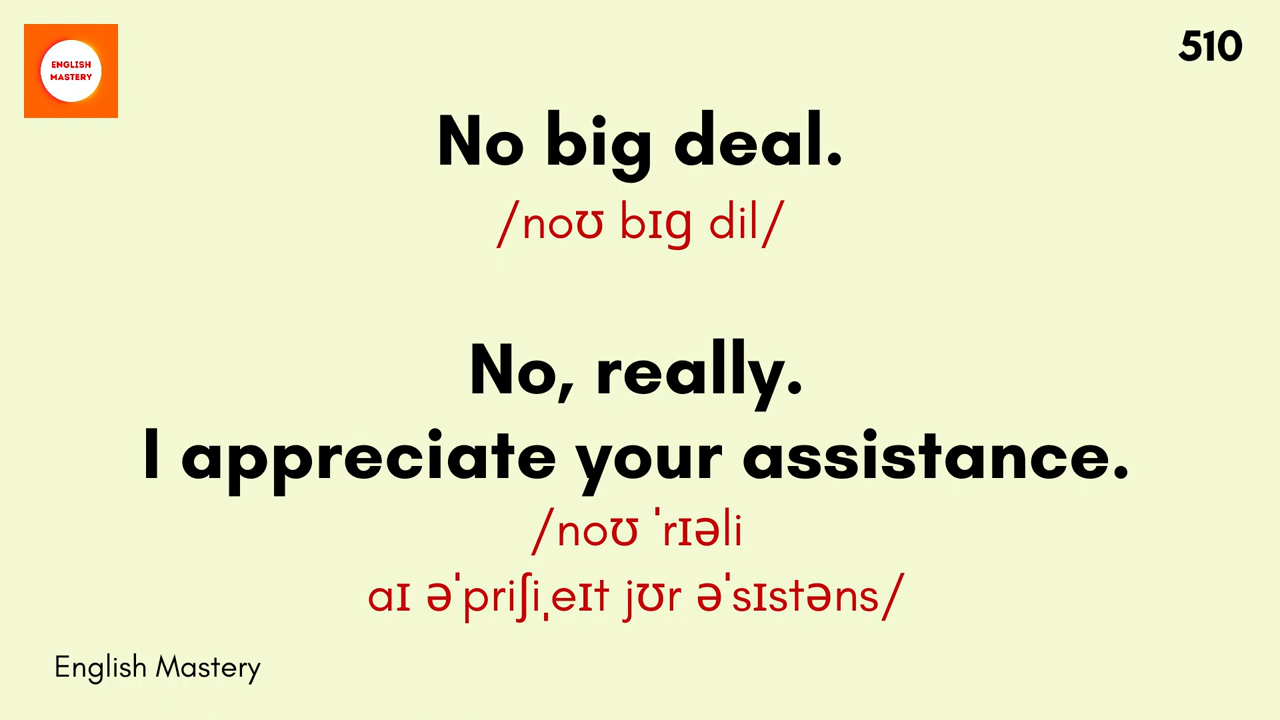 ENGLISH
MASTERY
510
No big deal.
/noʊ bɪg dil/
No, really.
I appreciate your assistance.
/noʊ ˈrɪəli
aɪ əˈpriʃiˌeɪt jʊr əˈsɪstəns/
English Mastery